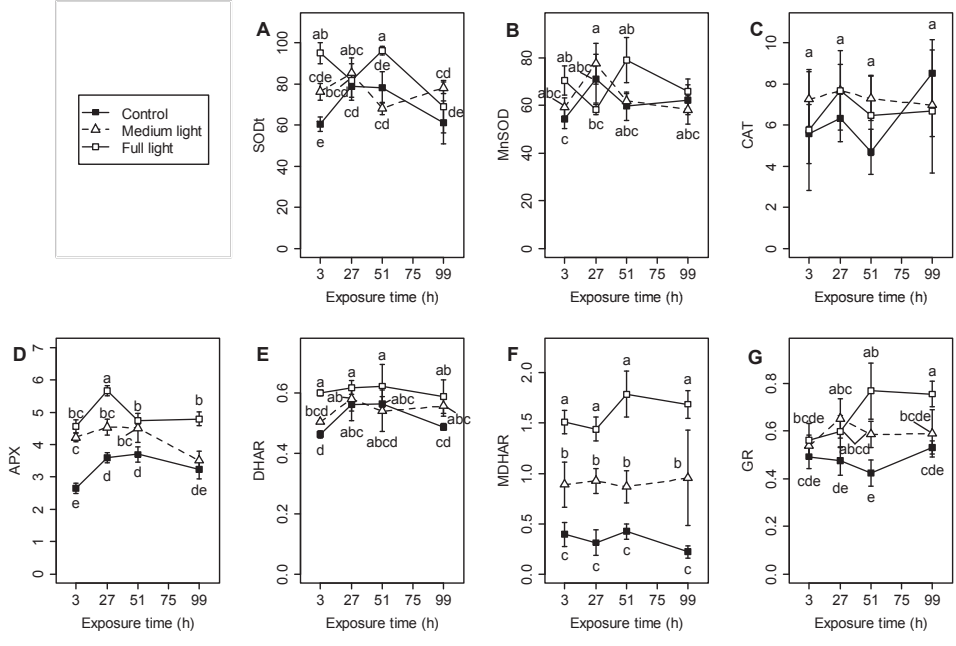 Control
Medium light
Full light
A
SODt
100
80
60
40
20
0
ab
abc
a
cde
bcd
de
cd
cd
cd
de
e
3 27 51 75 99
Exposure time (h)
B
MnSOD
80
60
40
20
0
ab
abc
a
abc
abc
bc
abc
abc
c
3 27 51 75 99
Exposure time (h)
C
CAT
10
8
6
4
2
0
a
a
a
a
3 27 51 75 99
Exposure time (h)
D
APX
7
6
5
4
3
2
1
0
bc
a
b
b
bc
c
bc
d
d
de
e
3 27 51 75 99
Exposure time (h)
E
DHAR
0.6
0.4
0.2
0.0
a
a
a
ab
bcd
ab
abc
abc
abc
abcd
cd
d
3 27 51 75 99
Exposure time (h)
F
MDHAR
2.0
1.5
1.0
0.5
0.0
a
a
a
a
b
b
b
b
c
c
c
c
3 27 51 75 99
Exposure time (h)
G
GR
0.8
0.6
0.4
0.2
0.0
ab
a
abc
bcde
bcde
abcd
cde
de
e
cde
3 27 51 75 99
Exposure time (h)